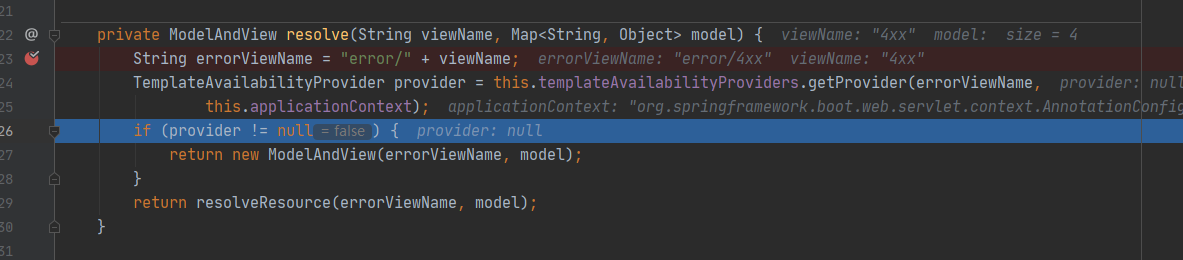 21
22 @ private ModelAndView resolve(String viewName, Map<String, Object> model) { viewName: "4xx" model: size = 4
23 String errorViewName = "error/" + viewName; errorViewName: "error/4xx" viewName: "4xx"
24 TemplateAvailabilityProvider provider = this.templateAvailabilityProviders.getProvider(errorViewName, provider: null
25 this.applicationContext); applicationContext: "org.springframework.boot.web.servlet.context.AnnotationConfig
26 if (provider != null = false ) { provider: null
27 return new ModelAndView(errorViewName, model);
28 }
29 return resolveResource(errorViewName, model);
30 }
31